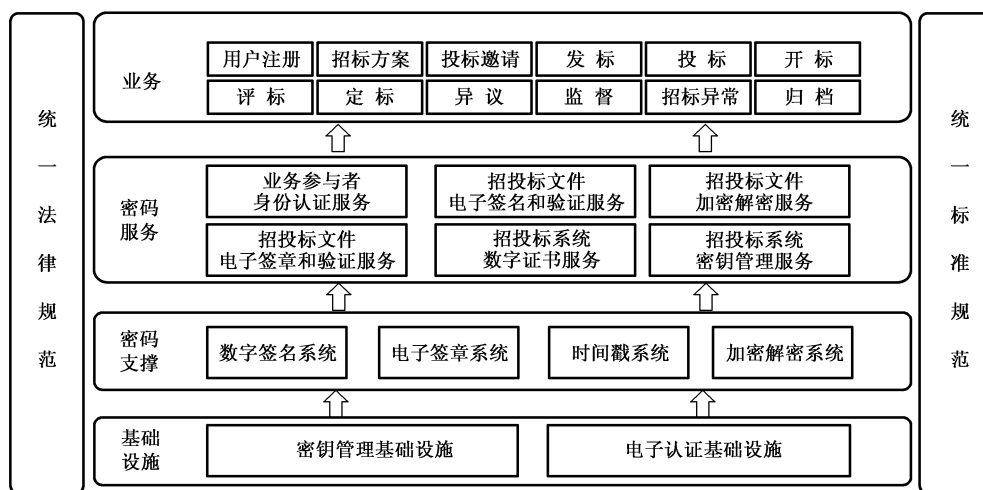 统一法律规范
业务
用户注册 招标方案 投标邀请 发标 投标 开标
评标 定标 异议 监督 招标异常 归档
密码
服务
业务参与者
身份认证服务
招投标文件
电子签名和验证服务
招投标文件
加密解密服务
招投标文件
电子签章和验证服务
招投标系统
数字证书服务
招投标系统
密钥管理服务
密码
支撑
数字签名系统 电子签章系统 时间戳系统 加密解密系统
基础
设施
密钥管理基础设施 电子认证基础设施
统一标准规范